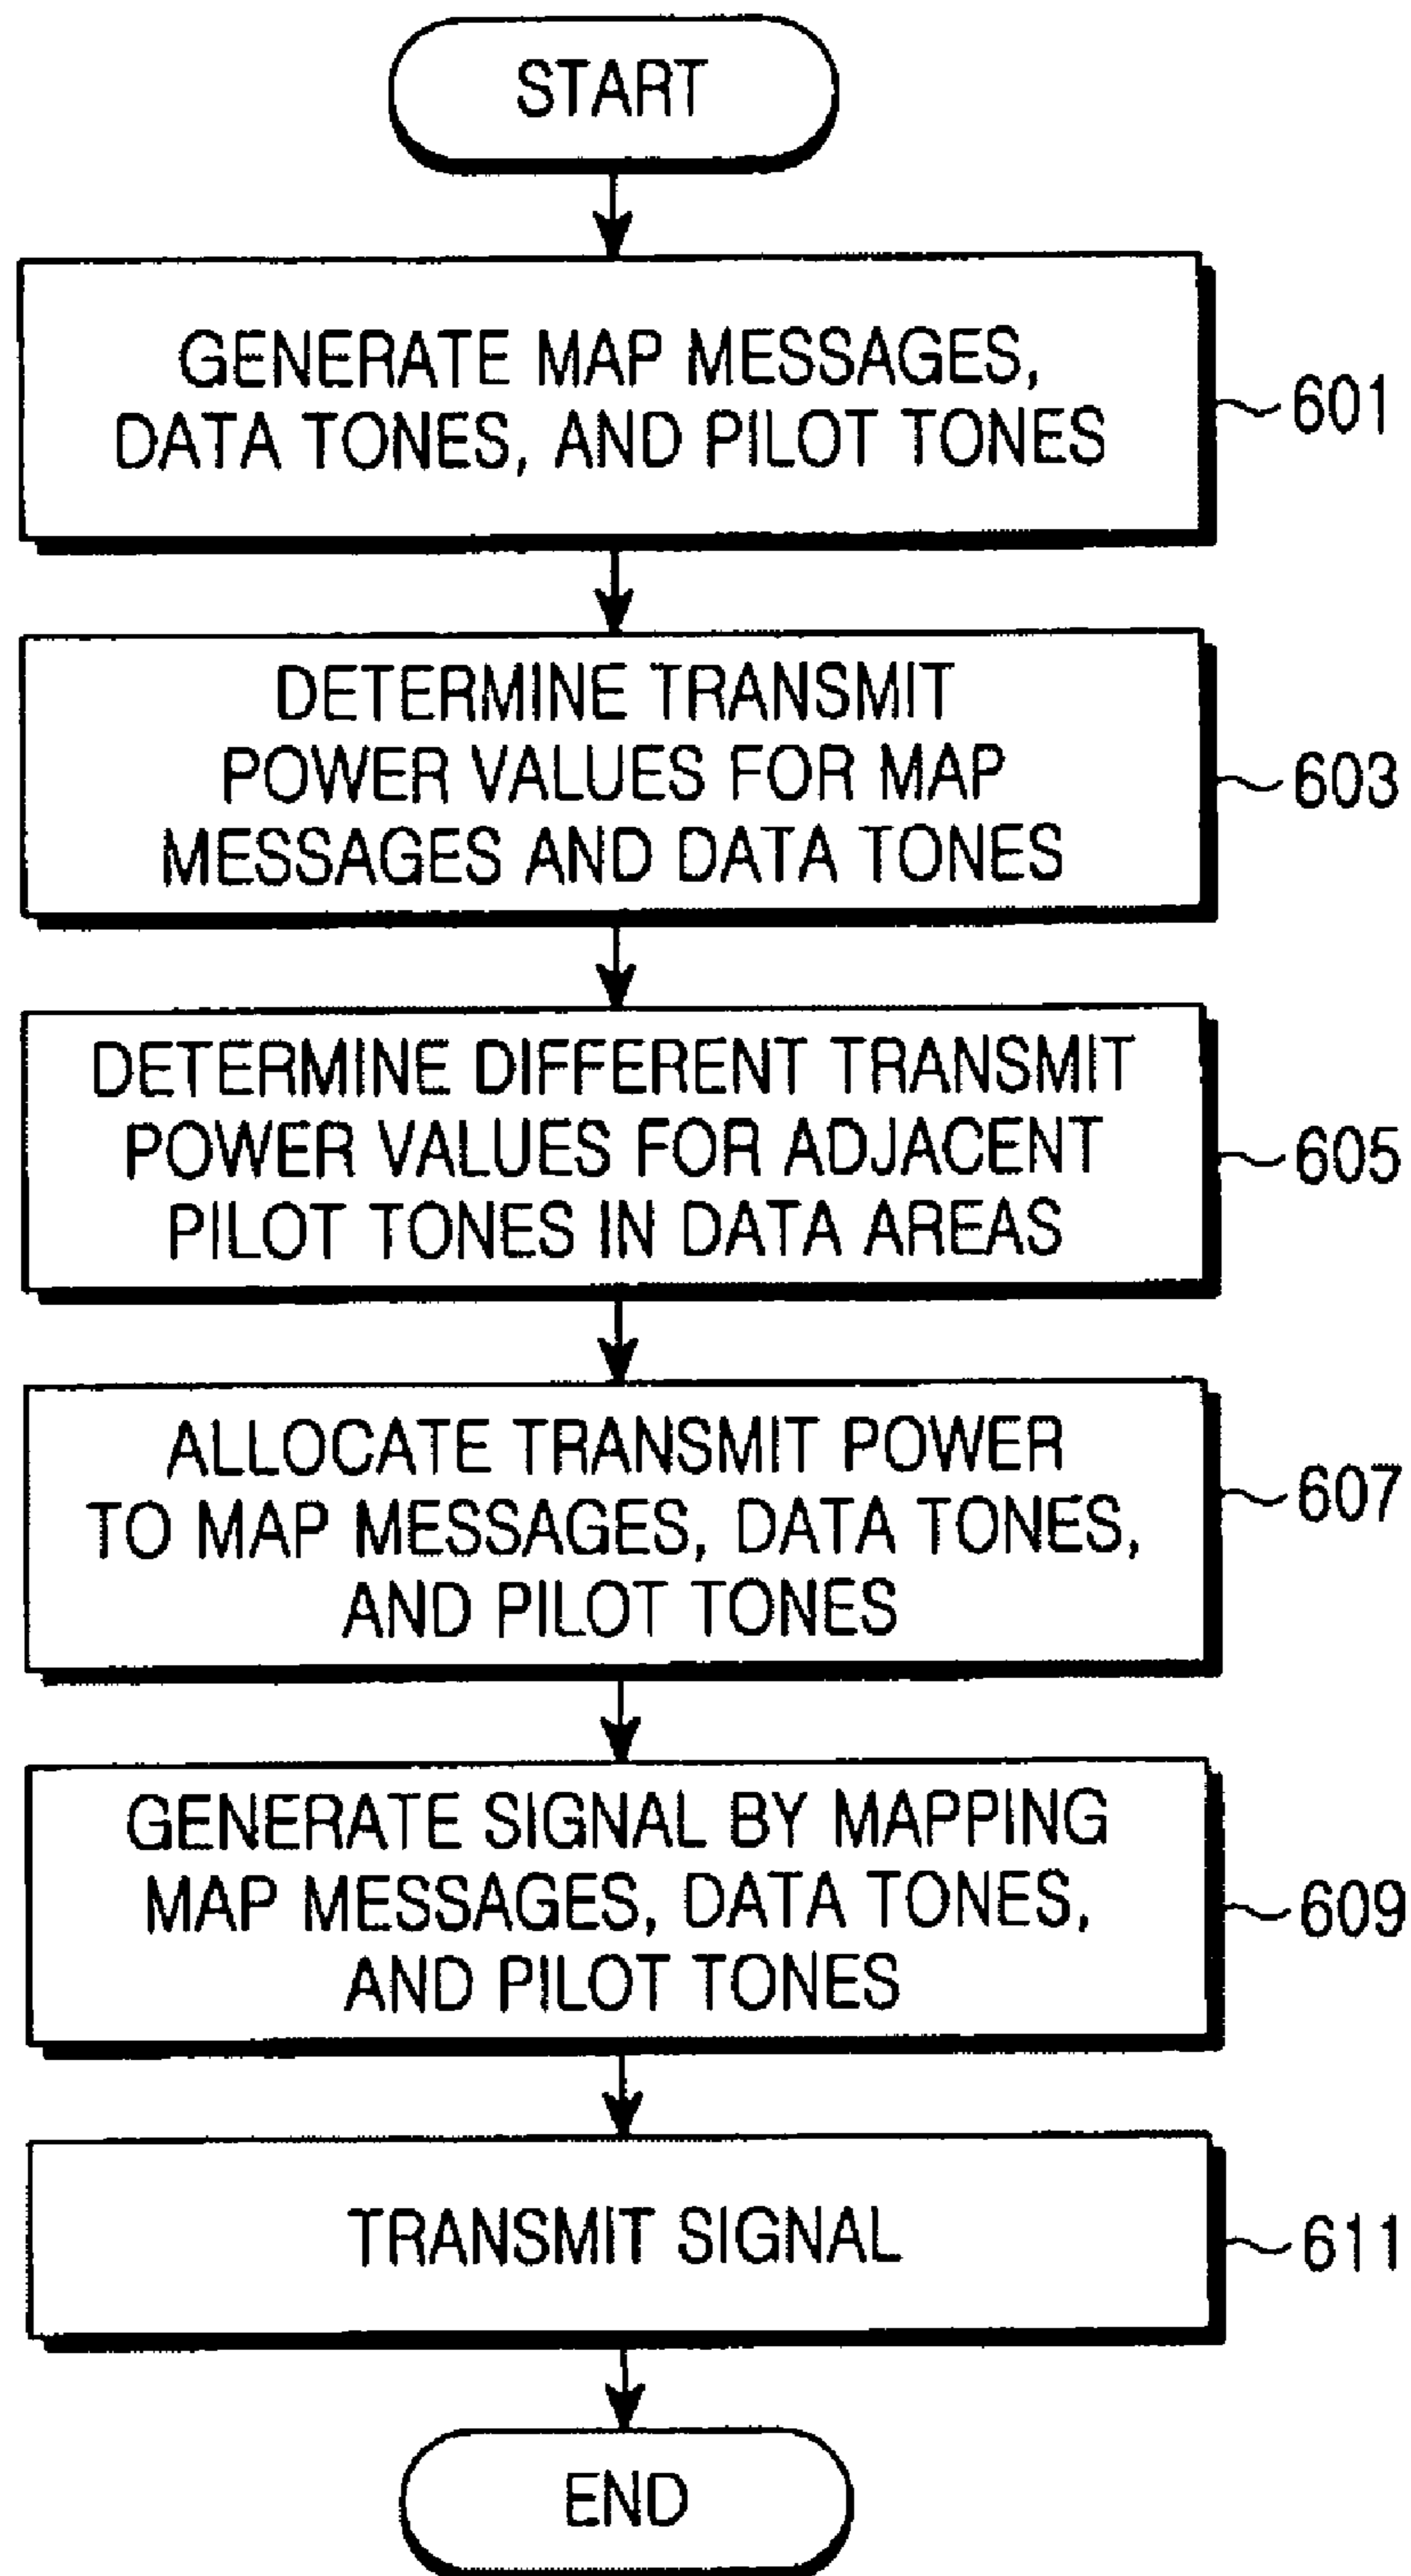 START
GENERATE MAP MESSAGES,
DATA TONES, AND PILOT TONES
601
DETERMINE TRANSMIT
POWER VALUES FOR MAP
MESSAGES AND DATA TONES
603
DETERMINE DIFFERENT TRANSMIT
POWER VALUES FOR ADJACENT
PILOT TONES IN DATA AREAS
605
ALLOCATE TRANSMIT POWER
TO MAP MESSAGES, DATA TONES,
AND PILOT TONES
607
GENERATE SIGNAL BY MAPPING
MAP MESSAGES, DATA TONES,
AND PILOT TONES
609
TRANSMIT SIGNAL
611
END